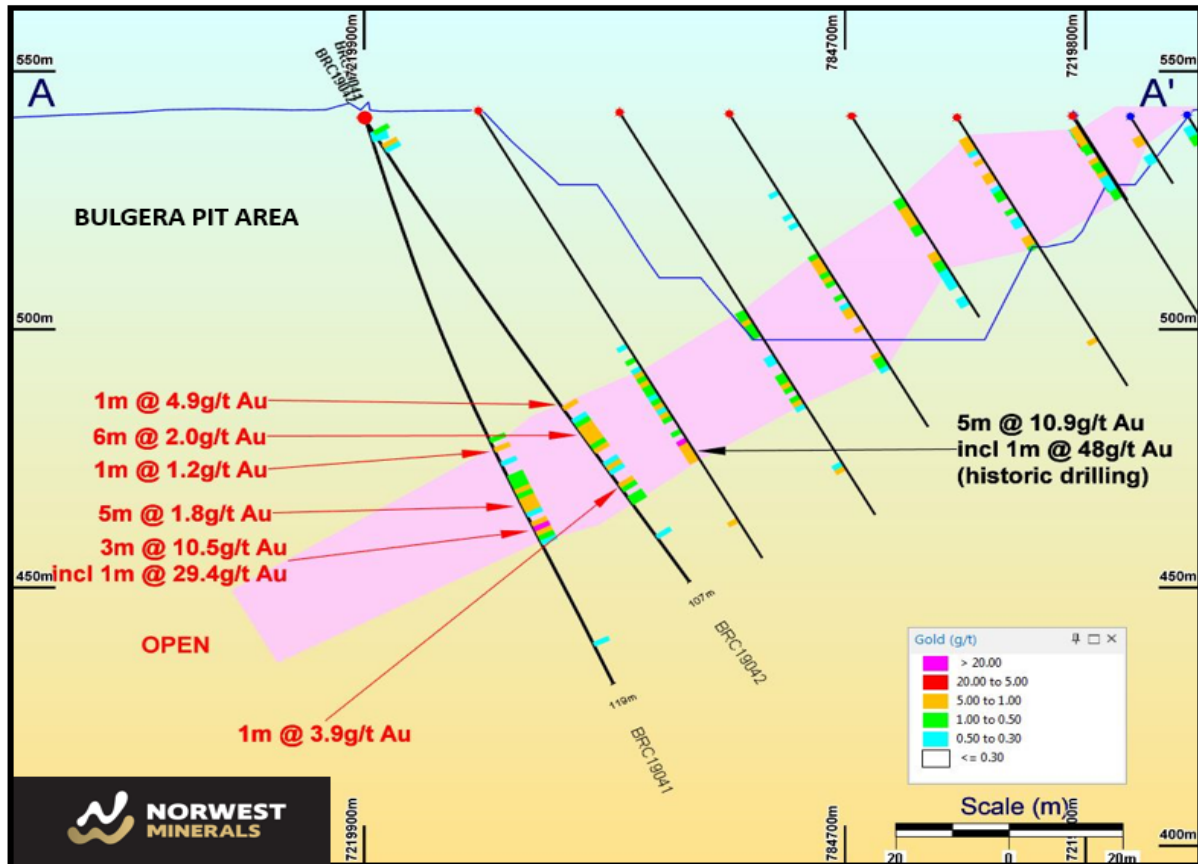 7219900m
784700m
7219800m
550m
550m
A
A'
BRC19041
BRC19042
BULGERA PIT AREA
500m
500m
1m @ 4.9g/t Au
6m @ 2.0g/t Au
1m @ 1.2g/t Au
5m @ 1.8g/t Au
3m @ 10.5g/t Au
incl 1m @ 29.4g/t Au
5m @ 10.9g/t Au
incl 1m @ 48g/t Au
(historic drilling)
450m
450m
OPEN
1m @ 3.9g/t Au
107m
BRC19042
119m
BRC19041
Gold (g/t)
> 20.00
20.00 to 5.00
5.00 to 1.00
1.00 to 0.50
0.50 to 0.30
<= 0.30
NORWEST
MINERALS
Scale (m)
20
0
20m
7219900m
784700m
7219800m
400m